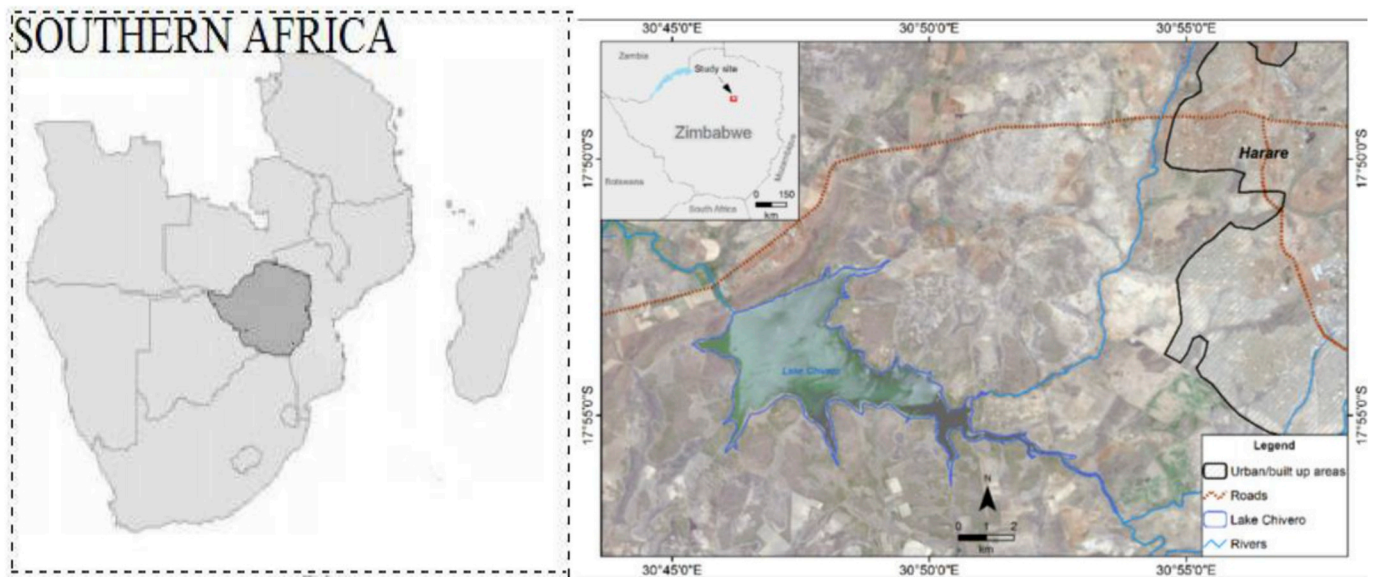 SOUTHERN AFRICA
30°45'0"E 30°50'0"E 30°55'0"E
Zambia
Study site
Zimbabwe
Mozambique
Botswana
South Africa
0 150
km
17°50'0"S
17°50'0"S
Harare
Lake Chivero
17°55'0"S
17°55'0"S
N
0 1 2
km
Legend
Urban/built up areas
Roads
Lake Chivero
Rivers
30°45'0"E 30°50'0"E 30°55'0"E